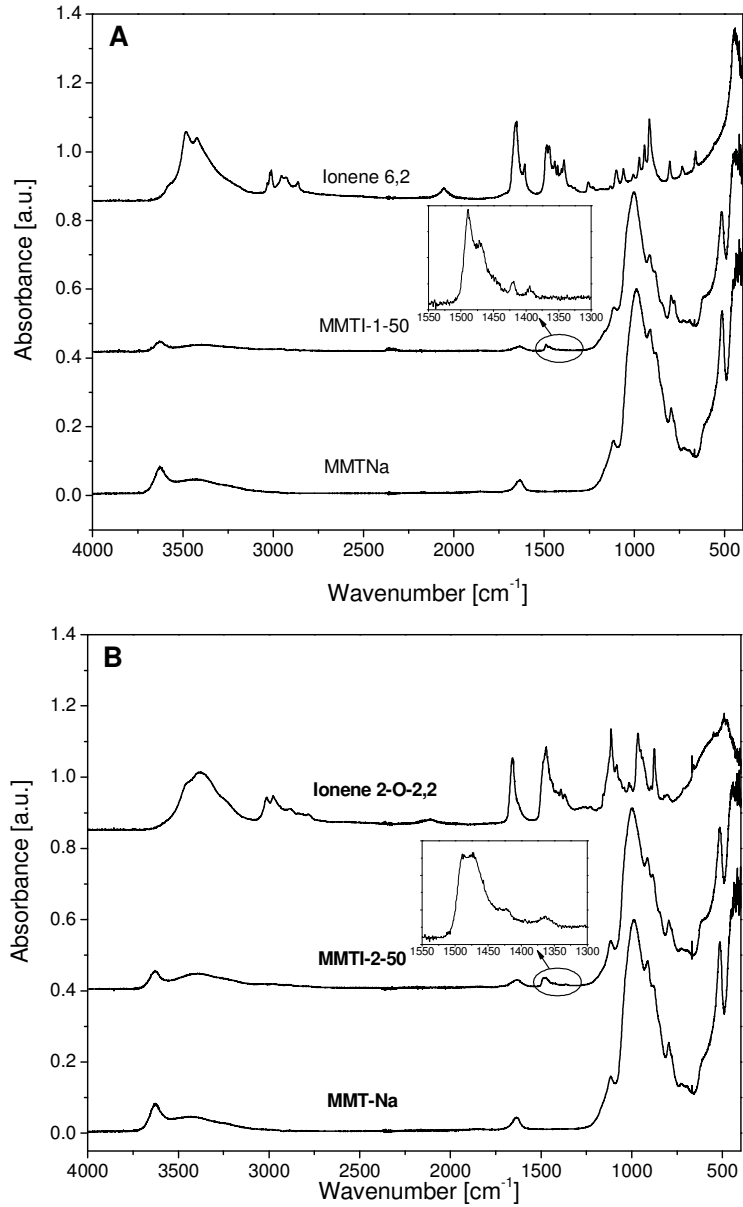 A
1.4
1.2
1.0
0.8
0.6
0.4
0.2
0.0
Absorbance [a.u.]
Ionene 6,2
1550 1500 1450 1400 1350 1300
MMTI-1-50
MMTNa
4000 3500 3000 2500 2000 1500 1000 500
Wavenumber [cm⁻¹]
B
1.4
1.2
1.0
0.8
0.6
0.4
0.2
0.0
Absorbance [a.u.]
Ionene 2-O-2,2
1550 1500 1450 1400 1350 1300
MMTI-2-50
MMT-Na
4000 3500 3000 2500 2000 1500 1000 500
Wavenumber [cm⁻¹]